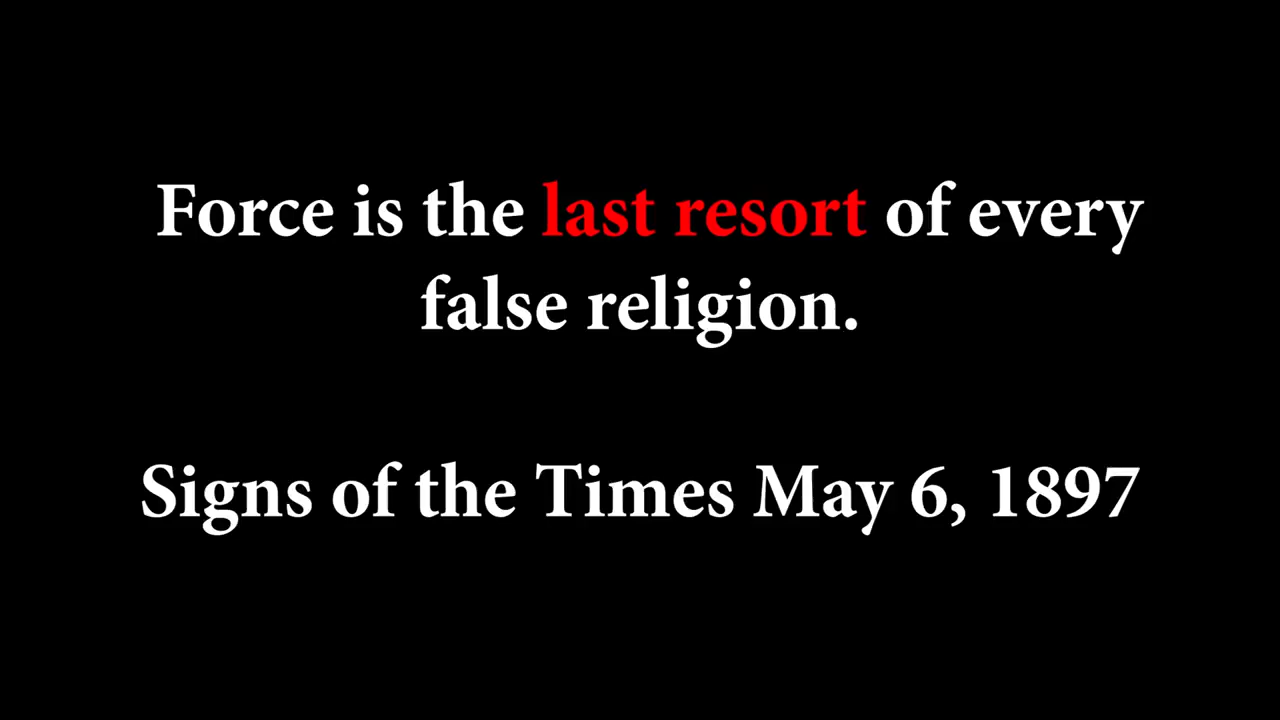 Force is the last resort of every
false religion.
Signs of the Times May 6, 1897